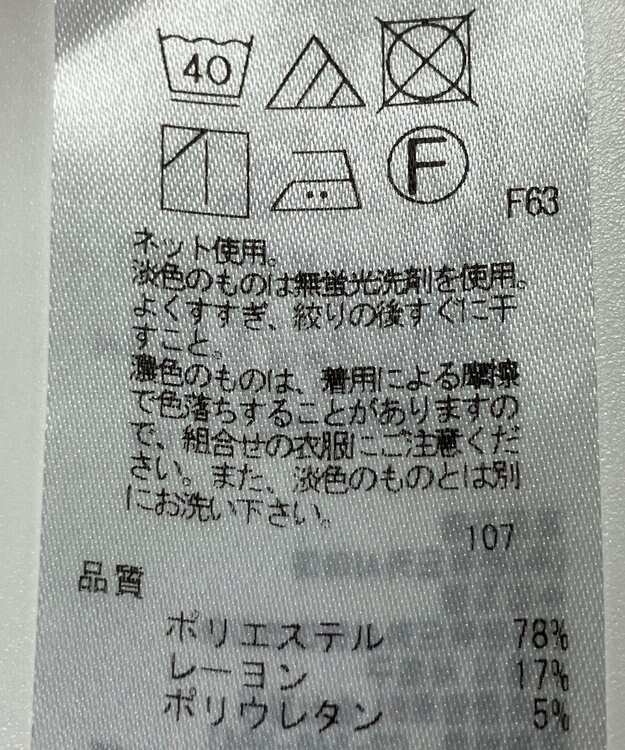 40
F
F63
ネット使用。
淡色のものは無蛍光洗剤を使用。
よくすすぎ、絞りの後すぐに干
すこと。
濃色のものは、着用による摩擦
で色落ちすることがありますの
で、組合せの衣服にご注意くだ
さい。また、淡色のものとは別
にお洗い下さい。
107
品質
ポリエステル 78%
レーヨン 17%
ポリウレタン 5%